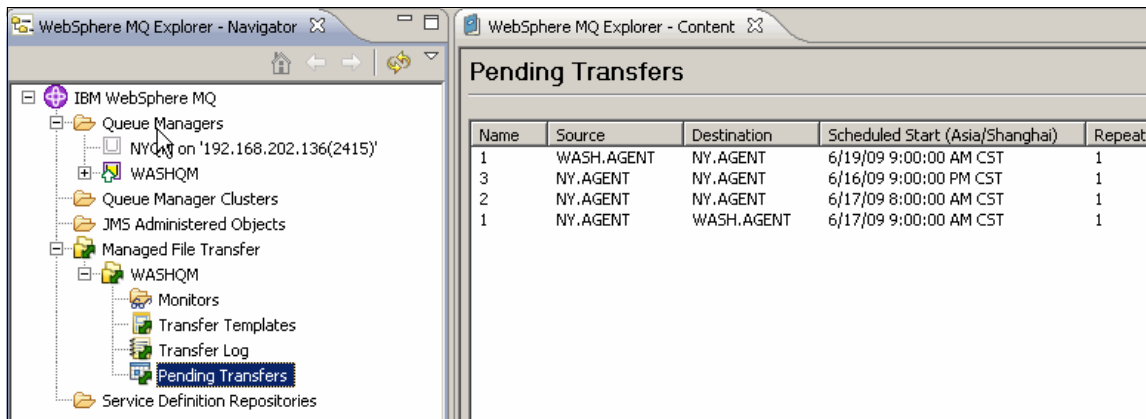 WebSphere MQ Explorer - Navigator
IBM WebSphere MQ
Queue Managers
on '192.168.202.136(2415)'
WASHQM
Queue Manager Clusters
JMS Administered Objects
Managed File Transfer
WASHQM
Monitors
Transfer Templates
Transfer Log
Pending Transfers
Service Definition Repositories
WebSphere MQ Explorer - Content
Pending Transfers
Name Source Destination Scheduled Start (Asia/Shanghai) Repeat
1 WASH.AGENT NY.AGENT 6/19/09 9:00:00 AM CST 1
3 NY.AGENT NY.AGENT 6/16/09 9:00:00 PM CST 1
2 NY.AGENT NY.AGENT 6/17/09 8:00:00 AM CST 1
1 NY.AGENT WASH.AGENT 6/17/09 9:00:00 AM CST 1